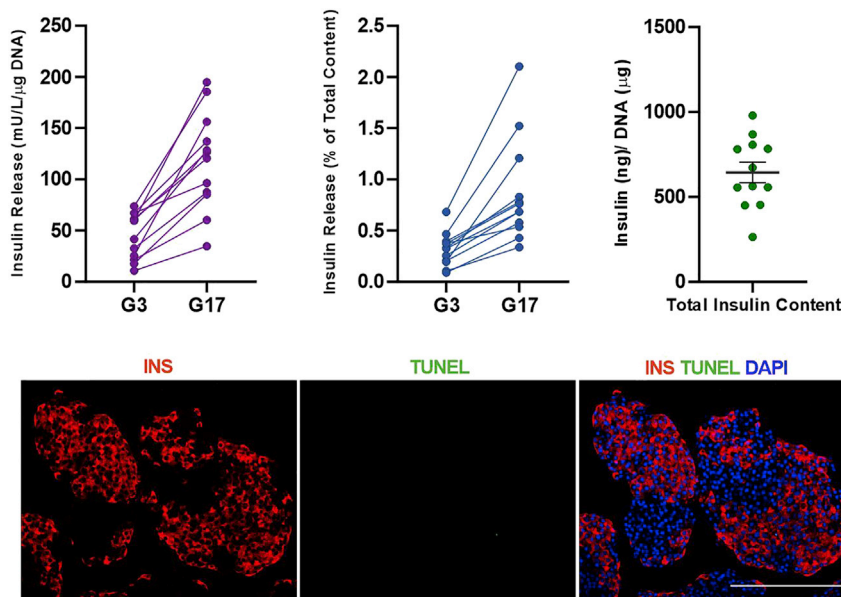 Insulin Release (mU/L/µg DNA)
250
200
150
100
50
0
G3 G17
Insulin Release (% of Total Content)
2.5
2.0
1.5
1.0
0.5
0.0
G3 G17
Insulin (ng)/ DNA (µg)
1500
1000
500
0
Total Insulin Content
INS
TUNEL
INS TUNEL DAPI